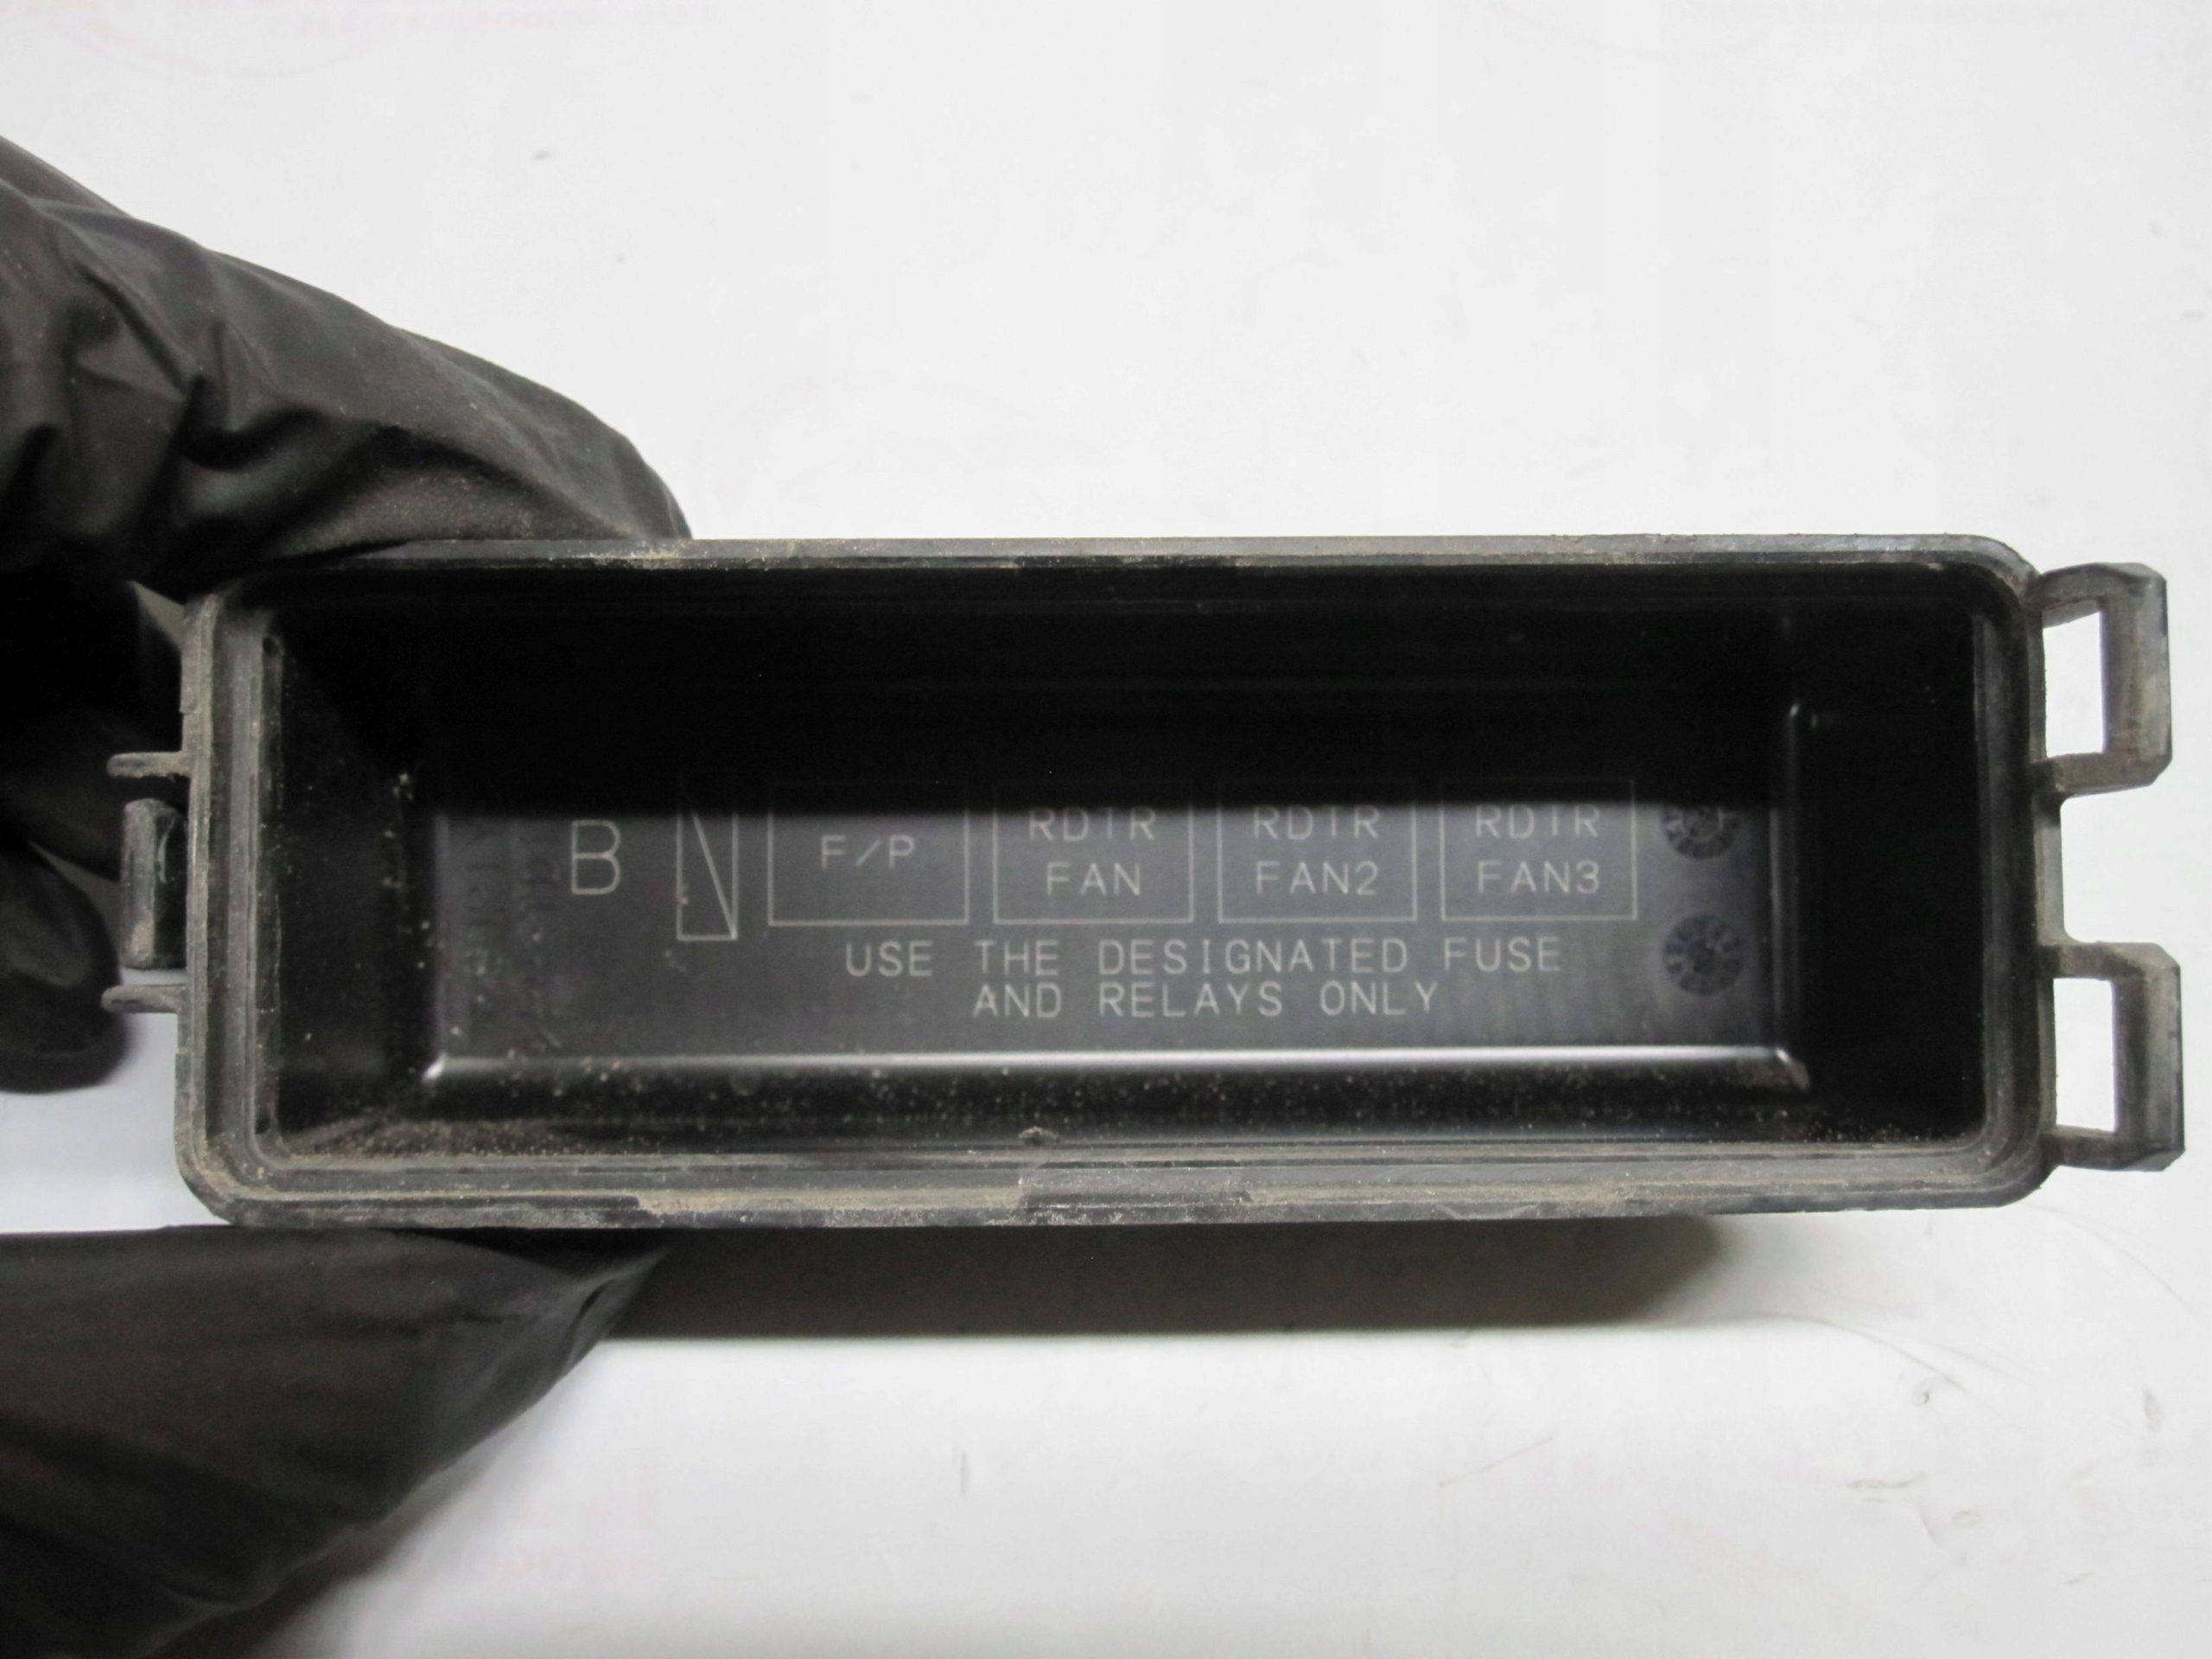 B
F/P
RDTR
FAN
RDTR
FAN2
RDTR
FAN3
USE THE DESIGNATED FUSE
AND RELAYS ONLY